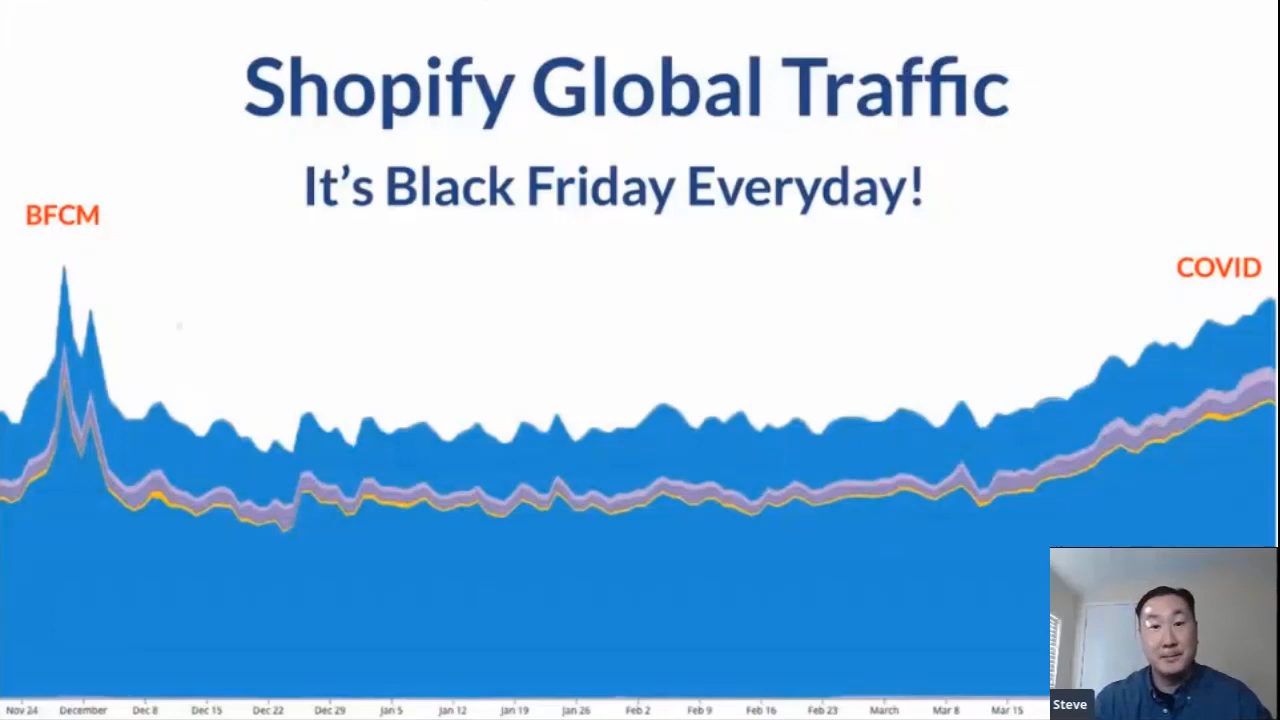 Shopify Global Traffic
It's Black Friday Everyday!
BFCM
COVID
Nov 24 December Dec 8 Dec 15 Dec 22 Dec 29 Jan 5 Jan 12 Jan 19 Jan 26 Feb 2 Feb 9 Feb 16 Feb 23 March Mar 8 Mar 15
Steve